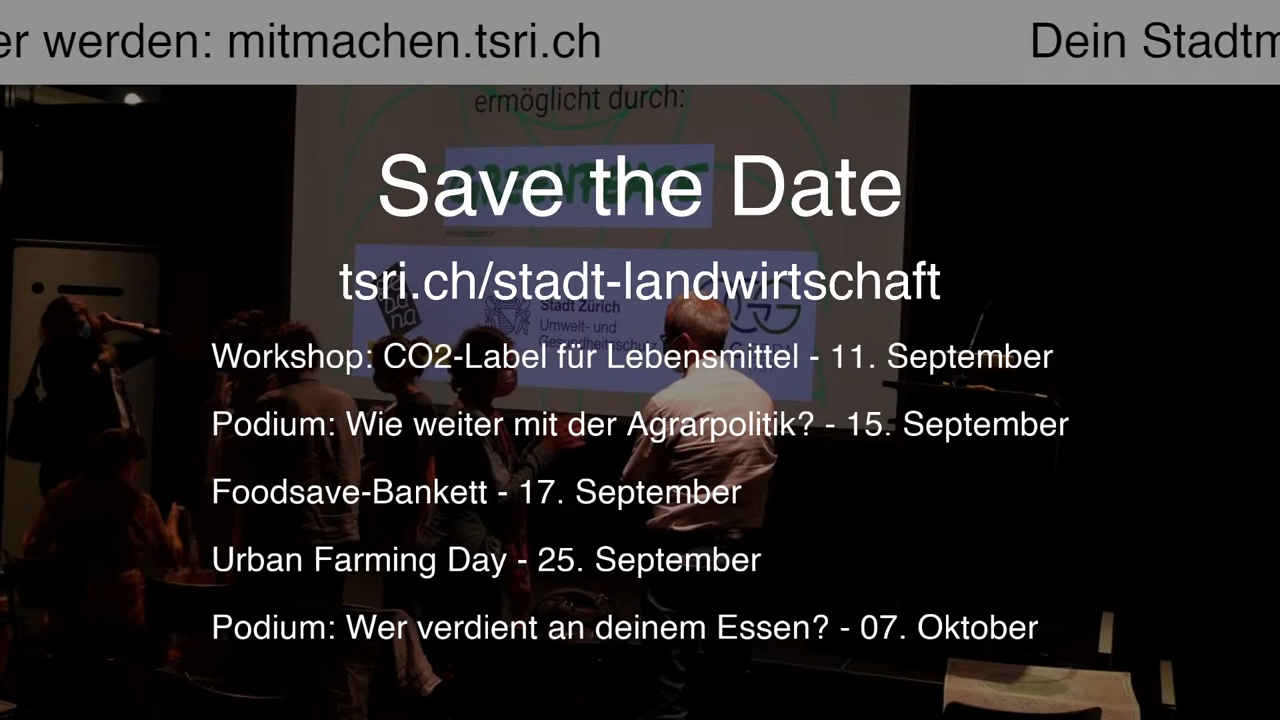 er werden: mitmachen.tsri.ch
Dein Stadtm
ermöglicht durch:
GREENPEACE
Save the Date
tsri.ch/stadt-landwirtschaft
Stadt Zürich
Umwelt- und
Gesundheitsschutz
Workshop: CO2-Label für Lebensmittel - 11. September
Podium: Wie weiter mit der Agrarpolitik? - 15. September
Foodsave-Bankett - 17. September
Urban Farming Day - 25. September
Podium: Wer verdient an deinem Essen? - 07. Oktober